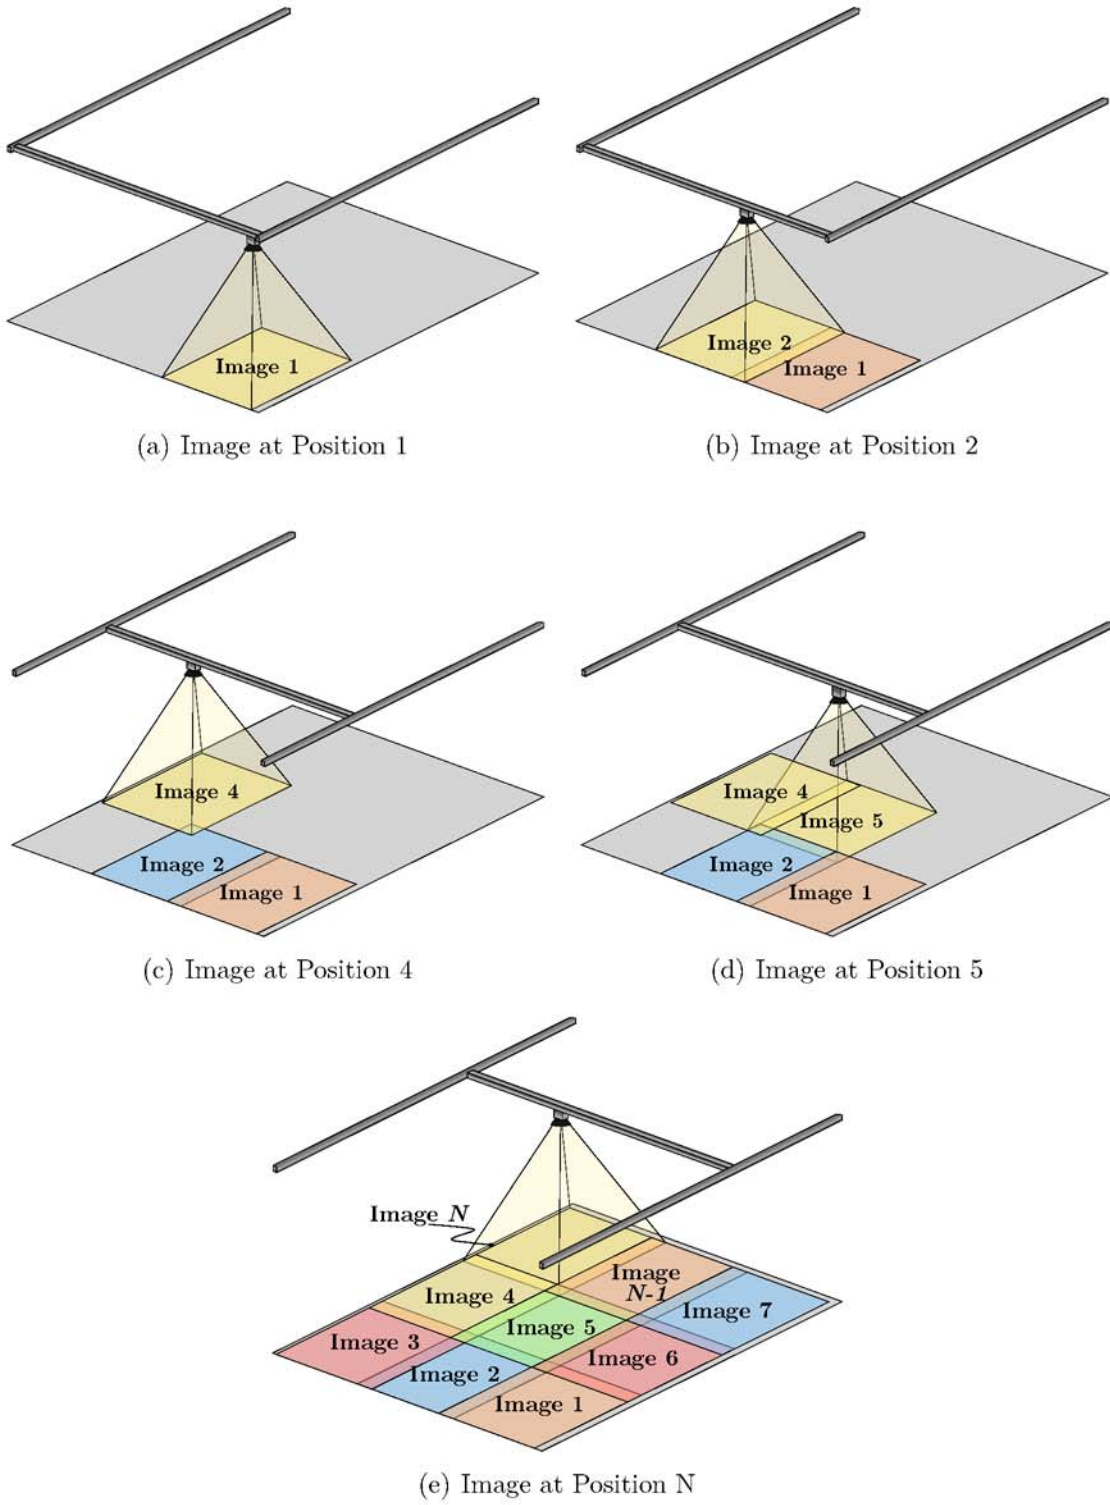 Image 1
(a) Image at Position 1
Image 2
Image 1
(b) Image at Position 2
Image 4
Image 2
Image 1
(c) Image at Position 4
Image 4
Image 5
Image 2
Image 1
(d) Image at Position 5
Image N
Image
N-1
Image 4
Image 7
Image 5
Image 3
Image 6
Image 2
Image 1
(e) Image at Position N